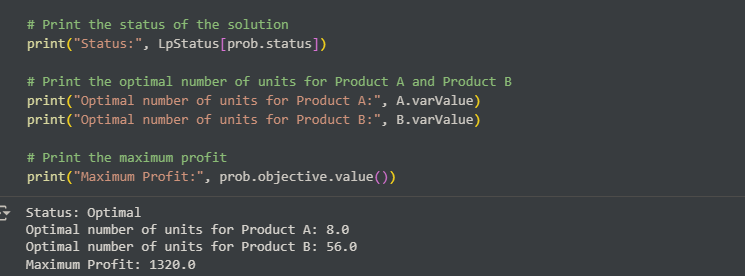 # Print the status of the solution
print("Status:", LpStatus[prob.status])
# Print the optimal number of units for Product A and Product B
print("Optimal number of units for Product A:", A.varValue)
print("Optimal number of units for Product B:", B.varValue)
# Print the maximum profit
print("Maximum Profit:", prob.objective.value())
Status: Optimal
Optimal number of units for Product A: 8.0
Optimal number of units for Product B: 56.0
Maximum Profit: 1320.0